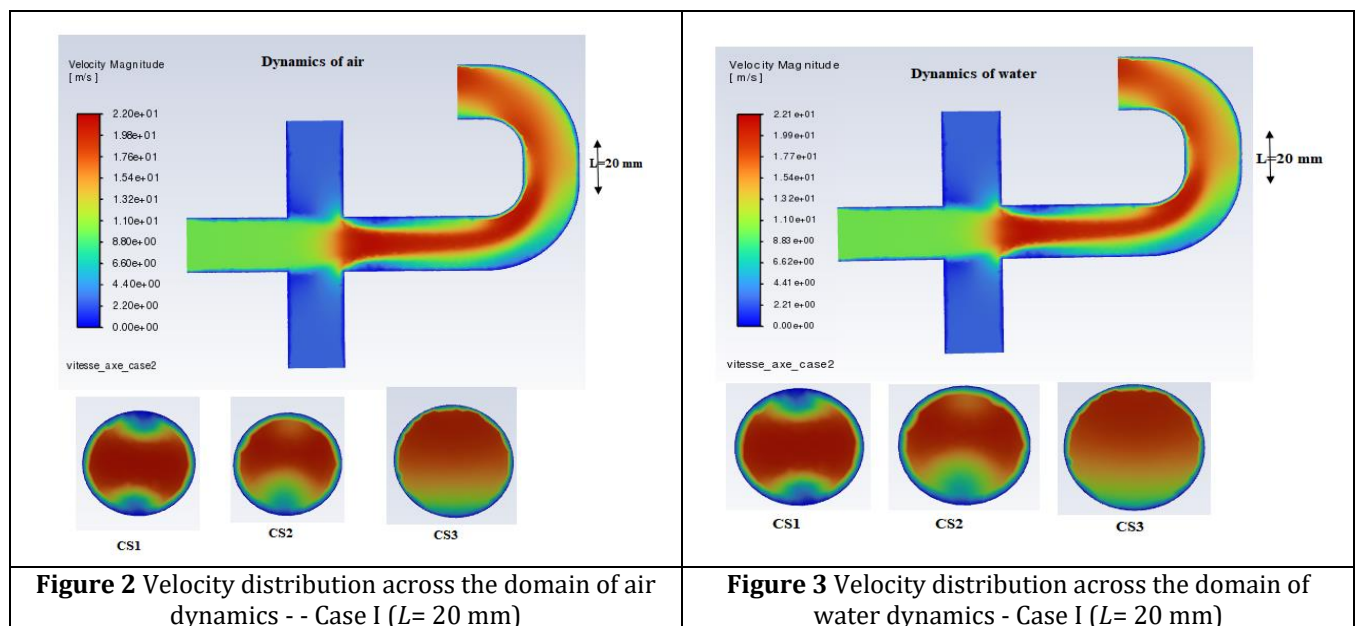 Velocity Magnitude
[ m/s ]
Dynamics of air
2.20e+01
1.98e+01
1.76e+01
1.54e+01
1.32e+01
1.10e+01
8.80e+00
6.60e+00
4.40e+00
2.20e+00
0.00e+00
L=20 mm
vitesse_axe_case2
CS1
CS2
CS3
Figure 2 Velocity distribution across the domain of air
dynamics - - Case I (L= 20 mm)
Velocity Magnitude
[ m/s ]
Dynamics of water
2.21e+01
1.99e+01
1.77e+01
1.54e+01
1.32e+01
1.10e+01
8.83e+00
6.62e+00
4.41e+00
2.21e+00
0.00e+00
L=20 mm
vitesse_axe_case2
CS1
CS2
CS3
Figure 3 Velocity distribution across the domain of
water dynamics - Case I (L= 20 mm)